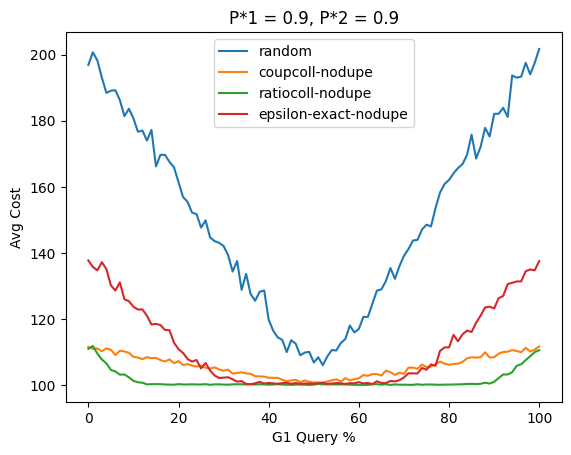 P*1 = 0.9, P*2 = 0.9
random
coupcoll-nodupe
ratiocoll-nodupe
epsilon-exact-nodupe
Avg Cost
200
180
160
140
120
100
0 20 40 60 80 100
G1 Query %